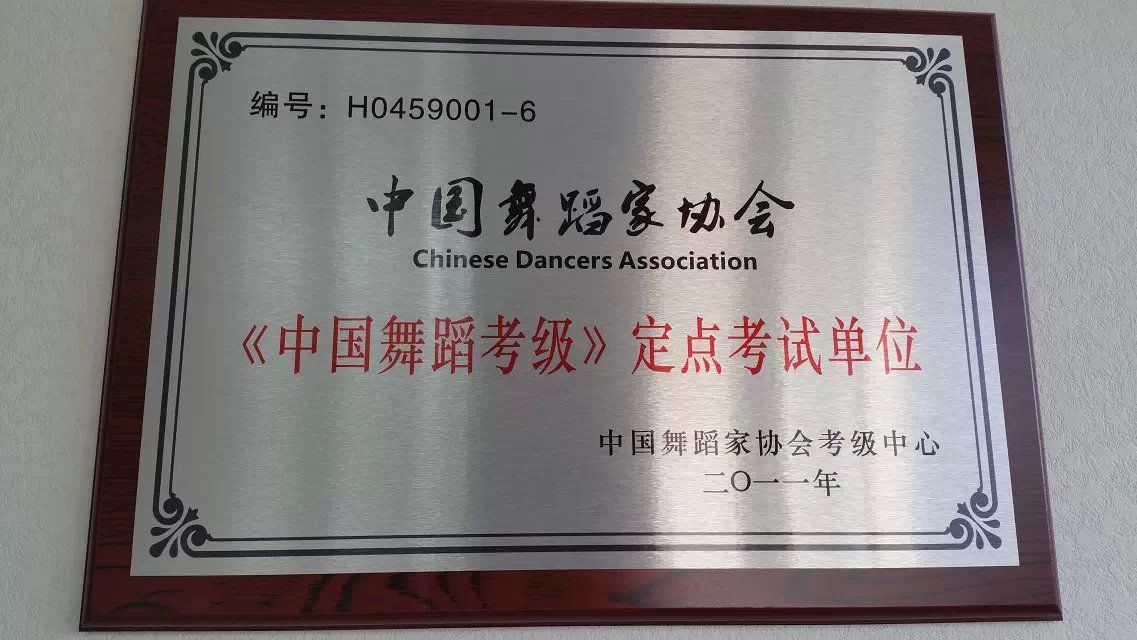 编号：H0459001-6
中国舞蹈家协会
Chinese Dancers Association
《中国舞蹈考级》定点考试单位
中国舞蹈家协会考级中心
二〇一一年